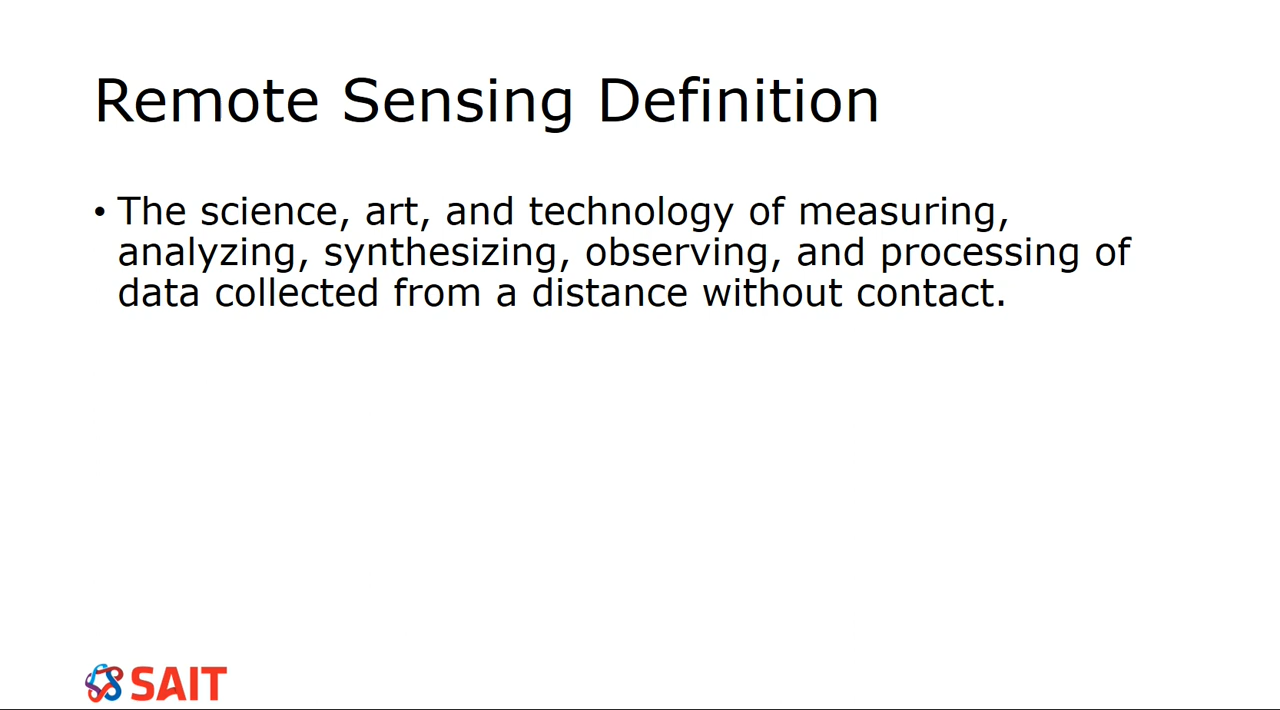 Remote Sensing Definition
• The science, art, and technology of measuring,
analyzing, synthesizing, observing, and processing of
data collected from a distance without contact.
SAIT